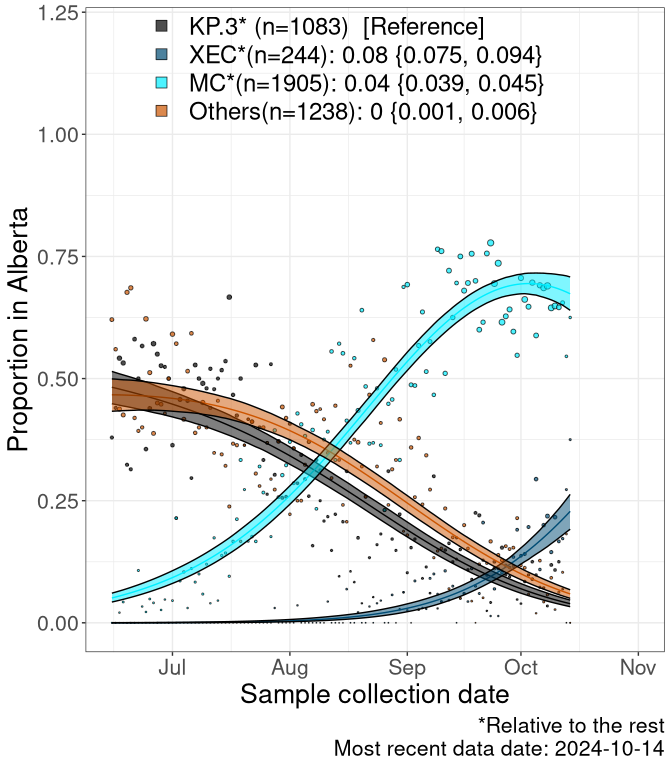 1.25
KP.3* (n=1083)  [Reference]
XEC*(n=244): 0.08 {0.075, 0.094}
MC*(n=1905): 0.04 {0.039, 0.045}
Others(n=1238): 0 {0.001, 0.006}
1.00
0.75
Proportion in Alberta
0.50
0.25
0.00
Jul Aug Sep Oct Nov
Sample collection date
*Relative to the rest
Most recent data date: 2024-10-14